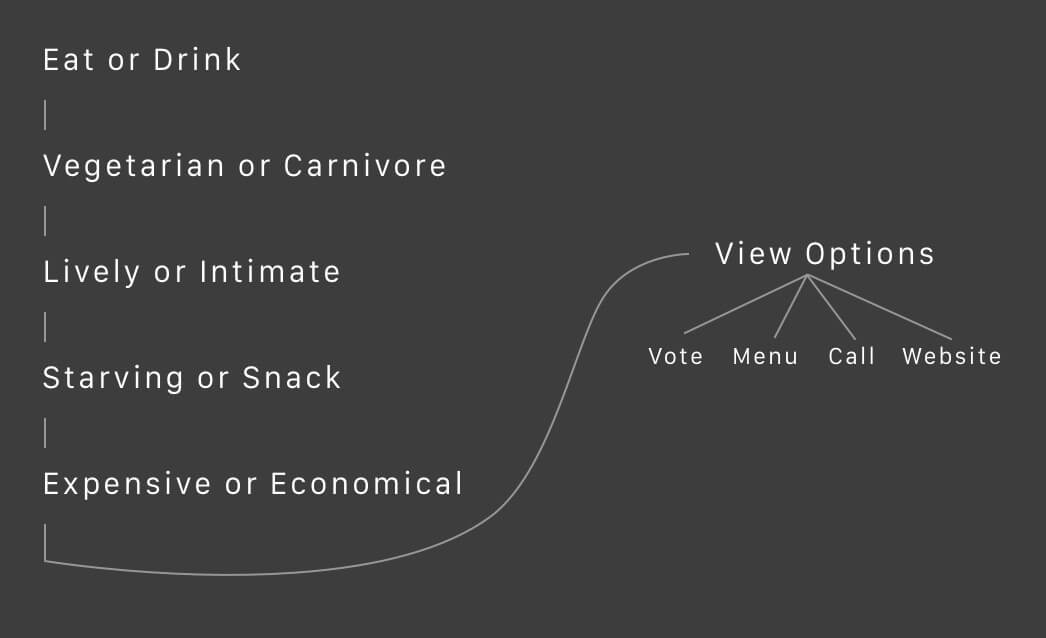 Eat or Drink
Vegetarian or Carnivore
Lively or Intimate
Starving or Snack
Expensive or Economical
View Options
Vote Menu Call Website